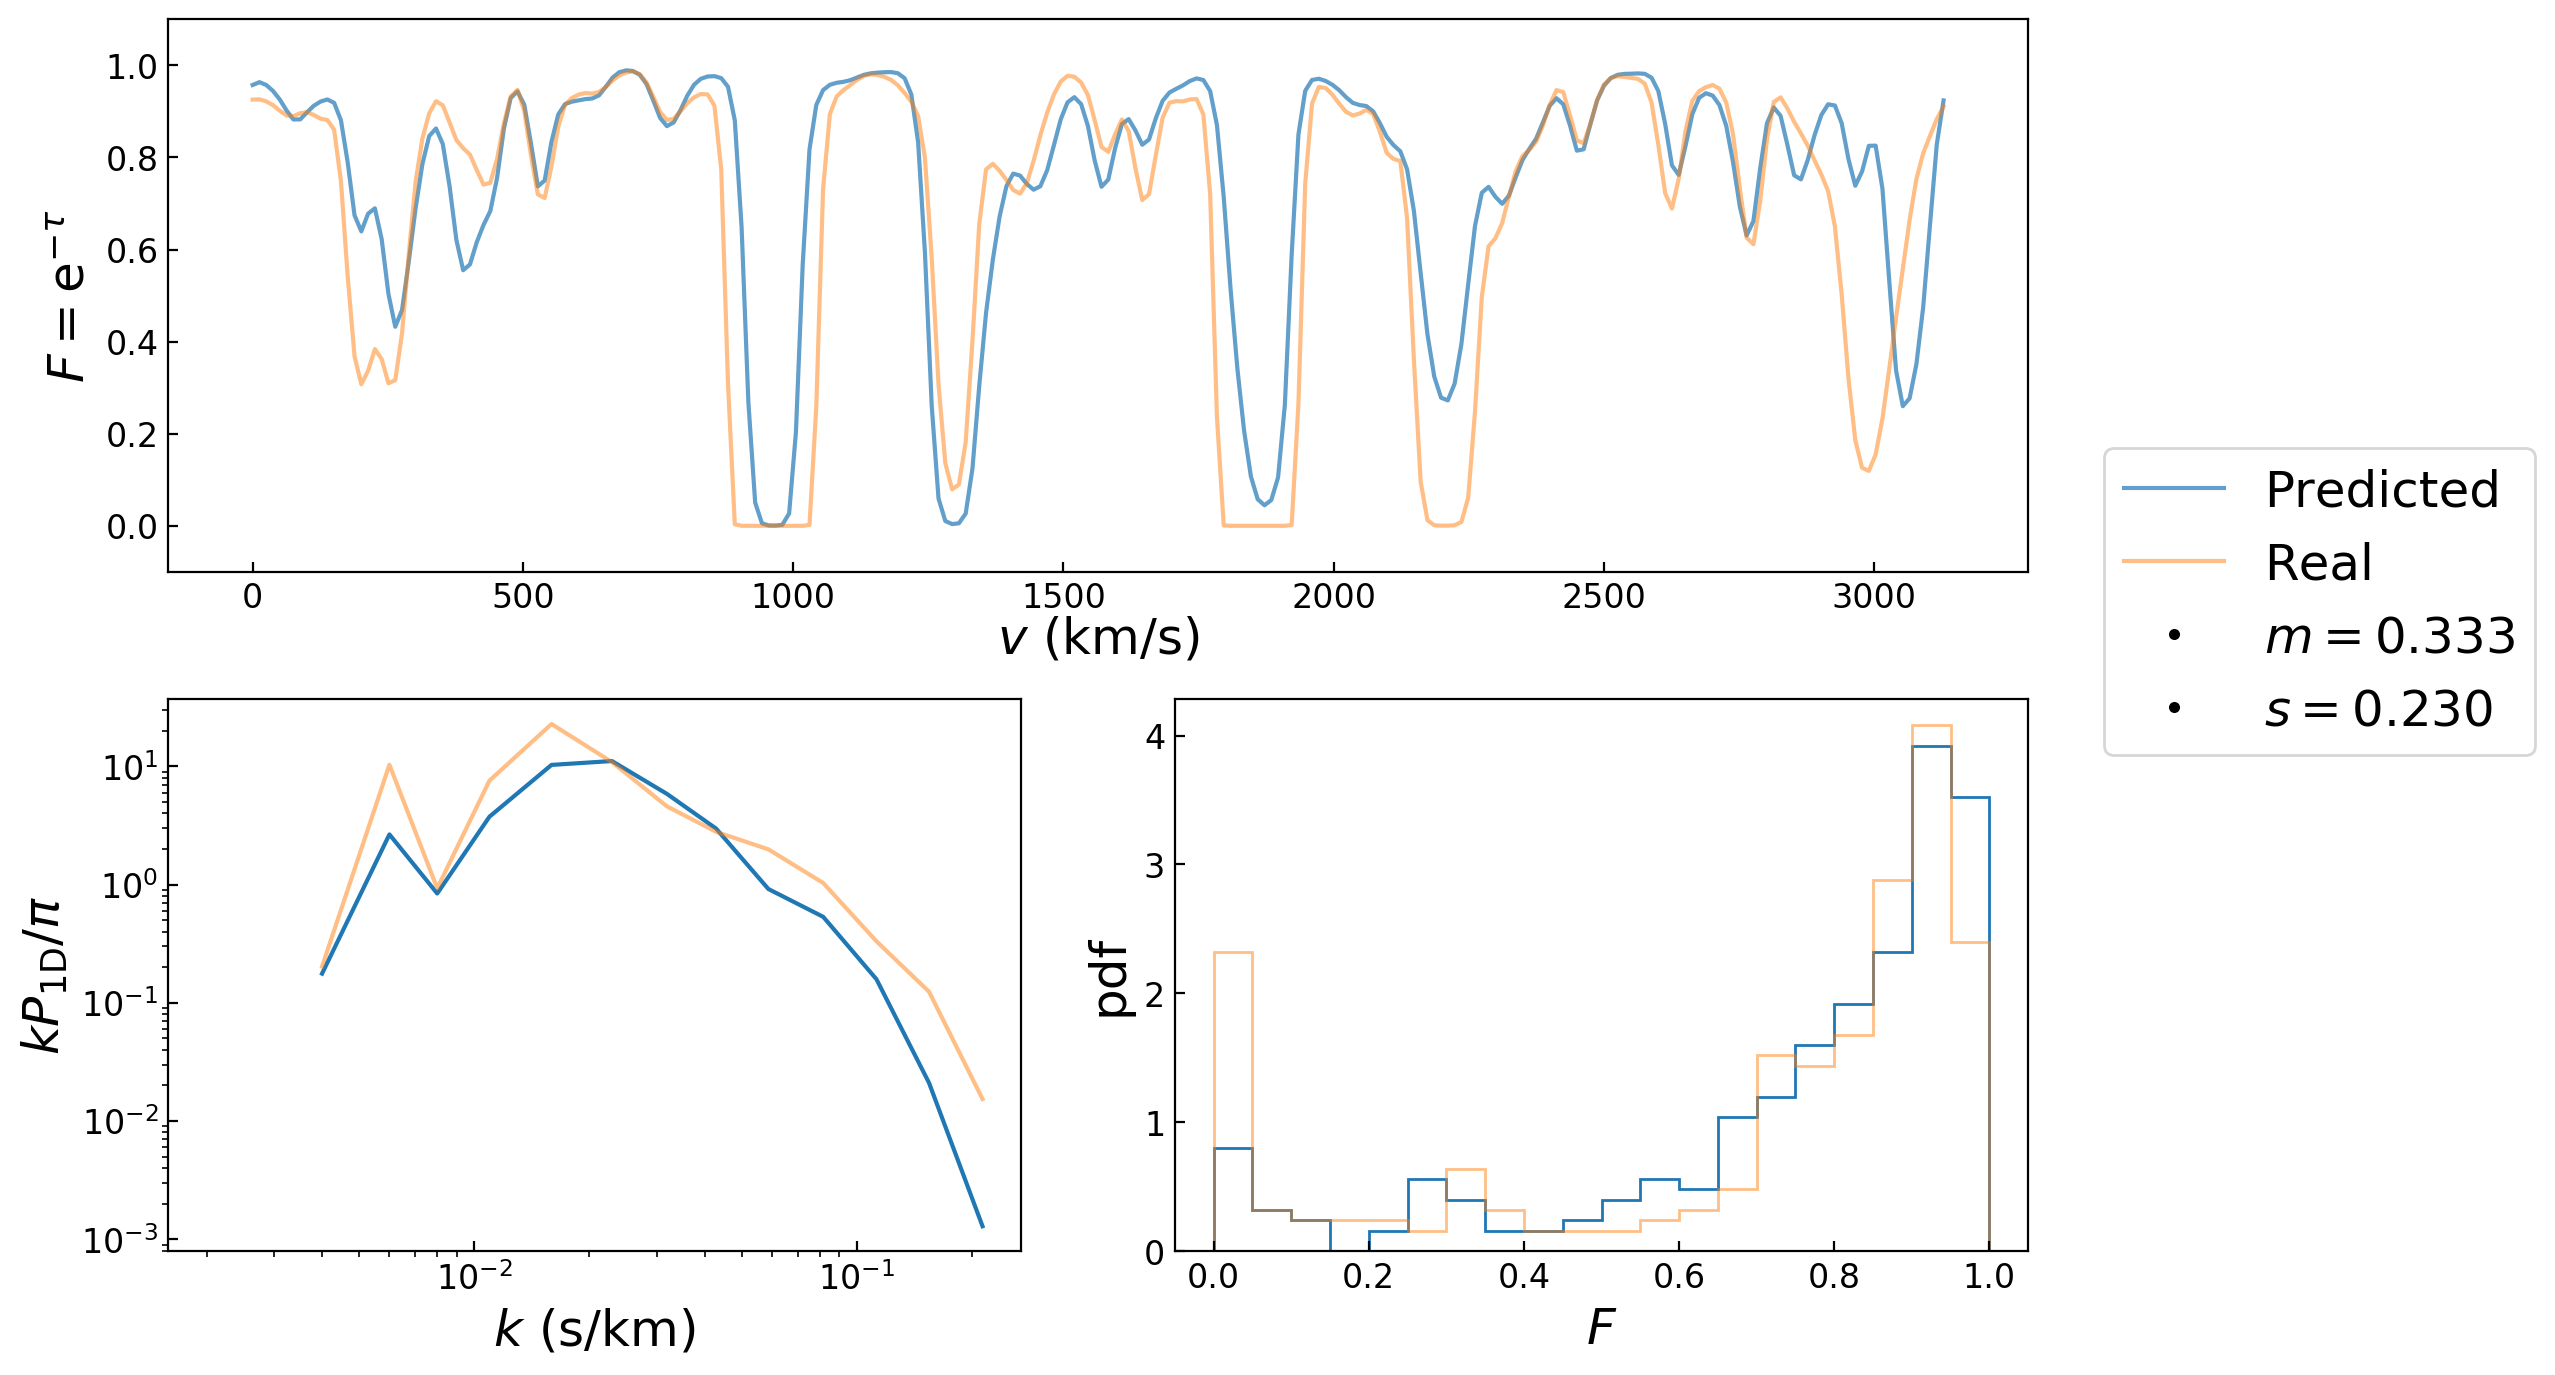 1.0
0.8
0.6
0.4
0.2
0.0
F = e^{−τ}
0 500 1000 1500 2000 2500 3000
v (km/s)
Predicted
Real
m = 0.333
s = 0.230
10^1
10^0
10^{−1}
10^{−2}
10^{−3}
kP_{1D}/π
10^{−2} 10^{−1}
k (s/km)
4
3
2
1
0
pdf
0.0 0.2 0.4 0.6 0.8 1.0
F